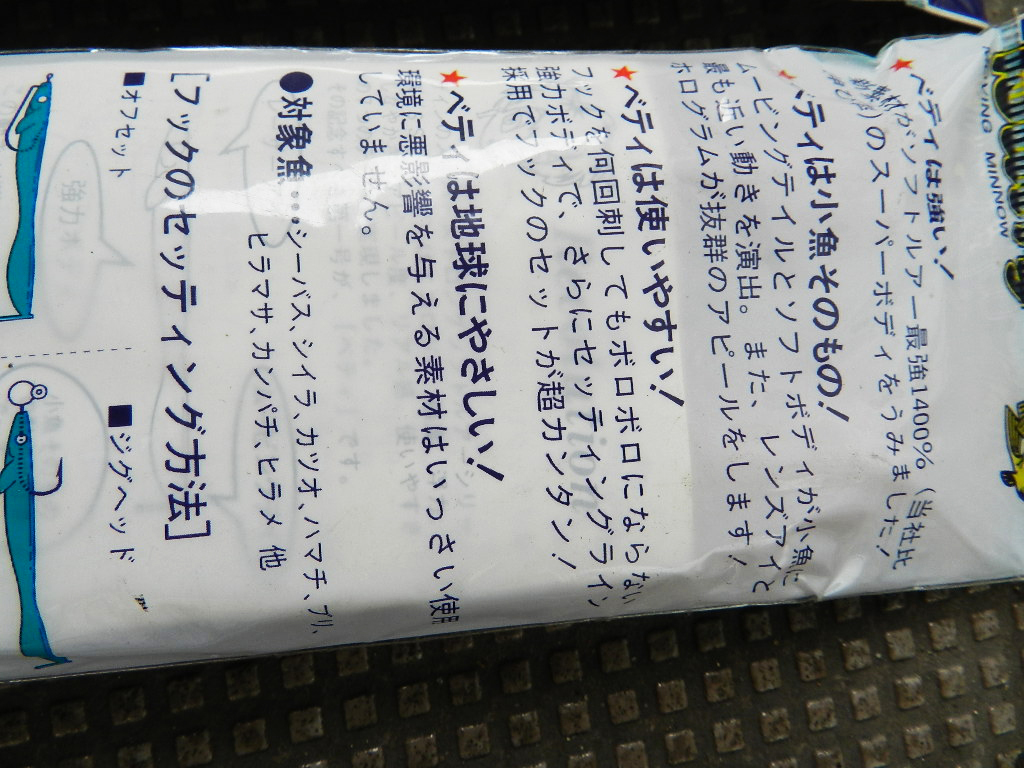 MINNOW
★ベティは強い!
素材がソフトルアー最強1400%(当社比
)のスーパーボディをうみました!
★ベティは小魚そのもの!
ムービングテイルとソフトボディが小魚に
最も近い動きを演出。また、レンズアイと
ホログラムが抜群のアピールをします!
★ベティは使いやすい!
フックを何回刺してもボロボロにならない
強力ボディで、さらにセッティングライン
採用でフックのセットが超カンタン!
★ベティは地球にやさしい!
環境に悪影響を与える素材はいっさい使用
していません。
●対象魚…シーバス、シイラ、カツオ、ハマチ、ブリ、
ヒラマサ、カンパチ、ヒラメ 他
[フックのセッティング方法]
■オフセット
■ジグヘッド